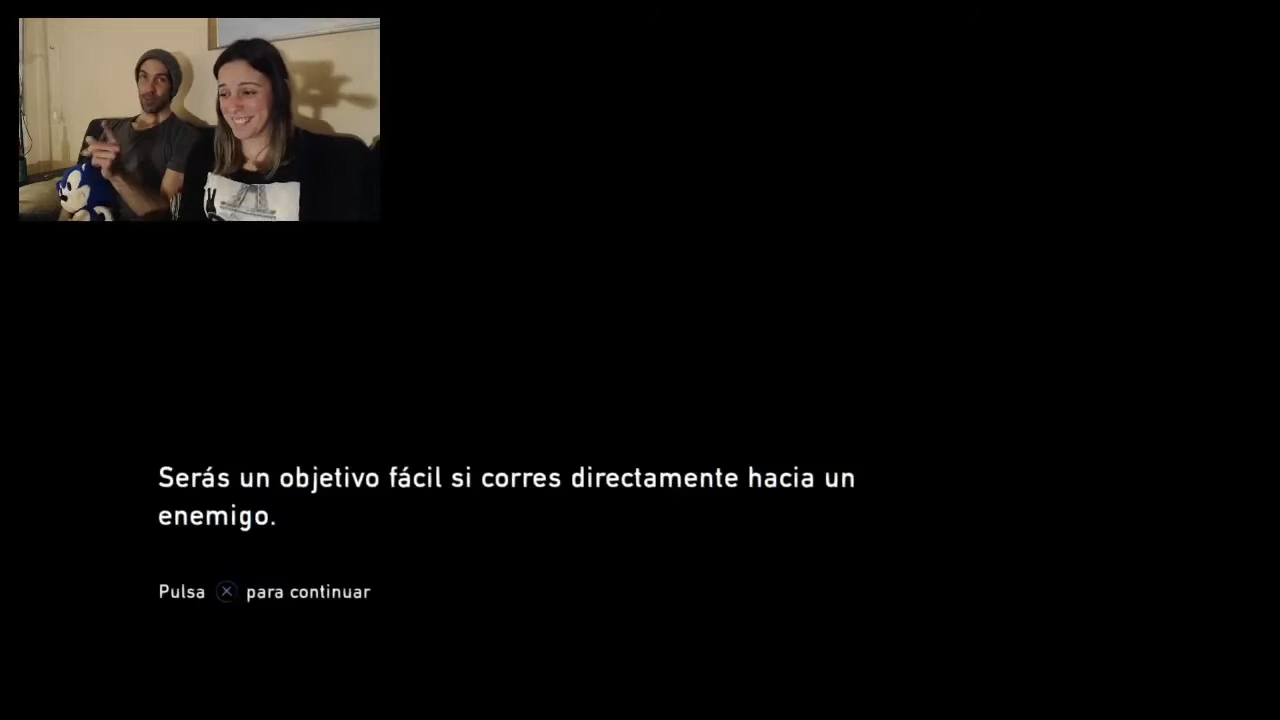 Serás un objetivo fácil si corres directamente hacia un
enemigo.
Pulsa ⓧ para continuar